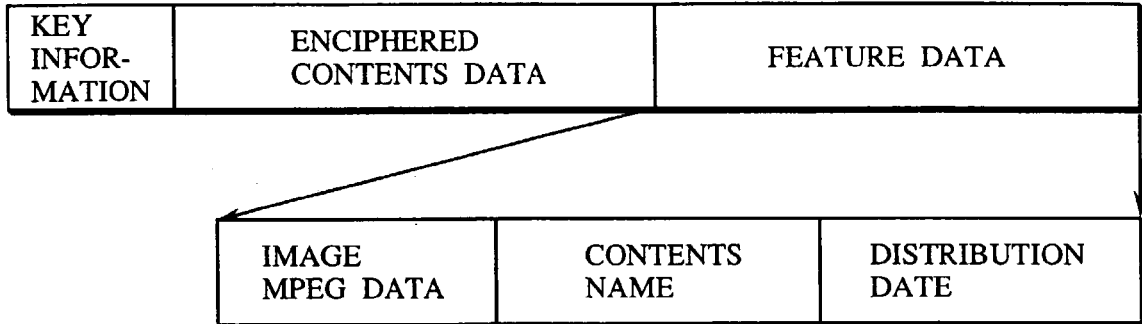 KEY
INFOR-
MATION
ENCIPHERED
CONTENTS DATA
FEATURE DATA
IMAGE
MPEG DATA
CONTENTS
NAME
DISTRIBUTION
DATE